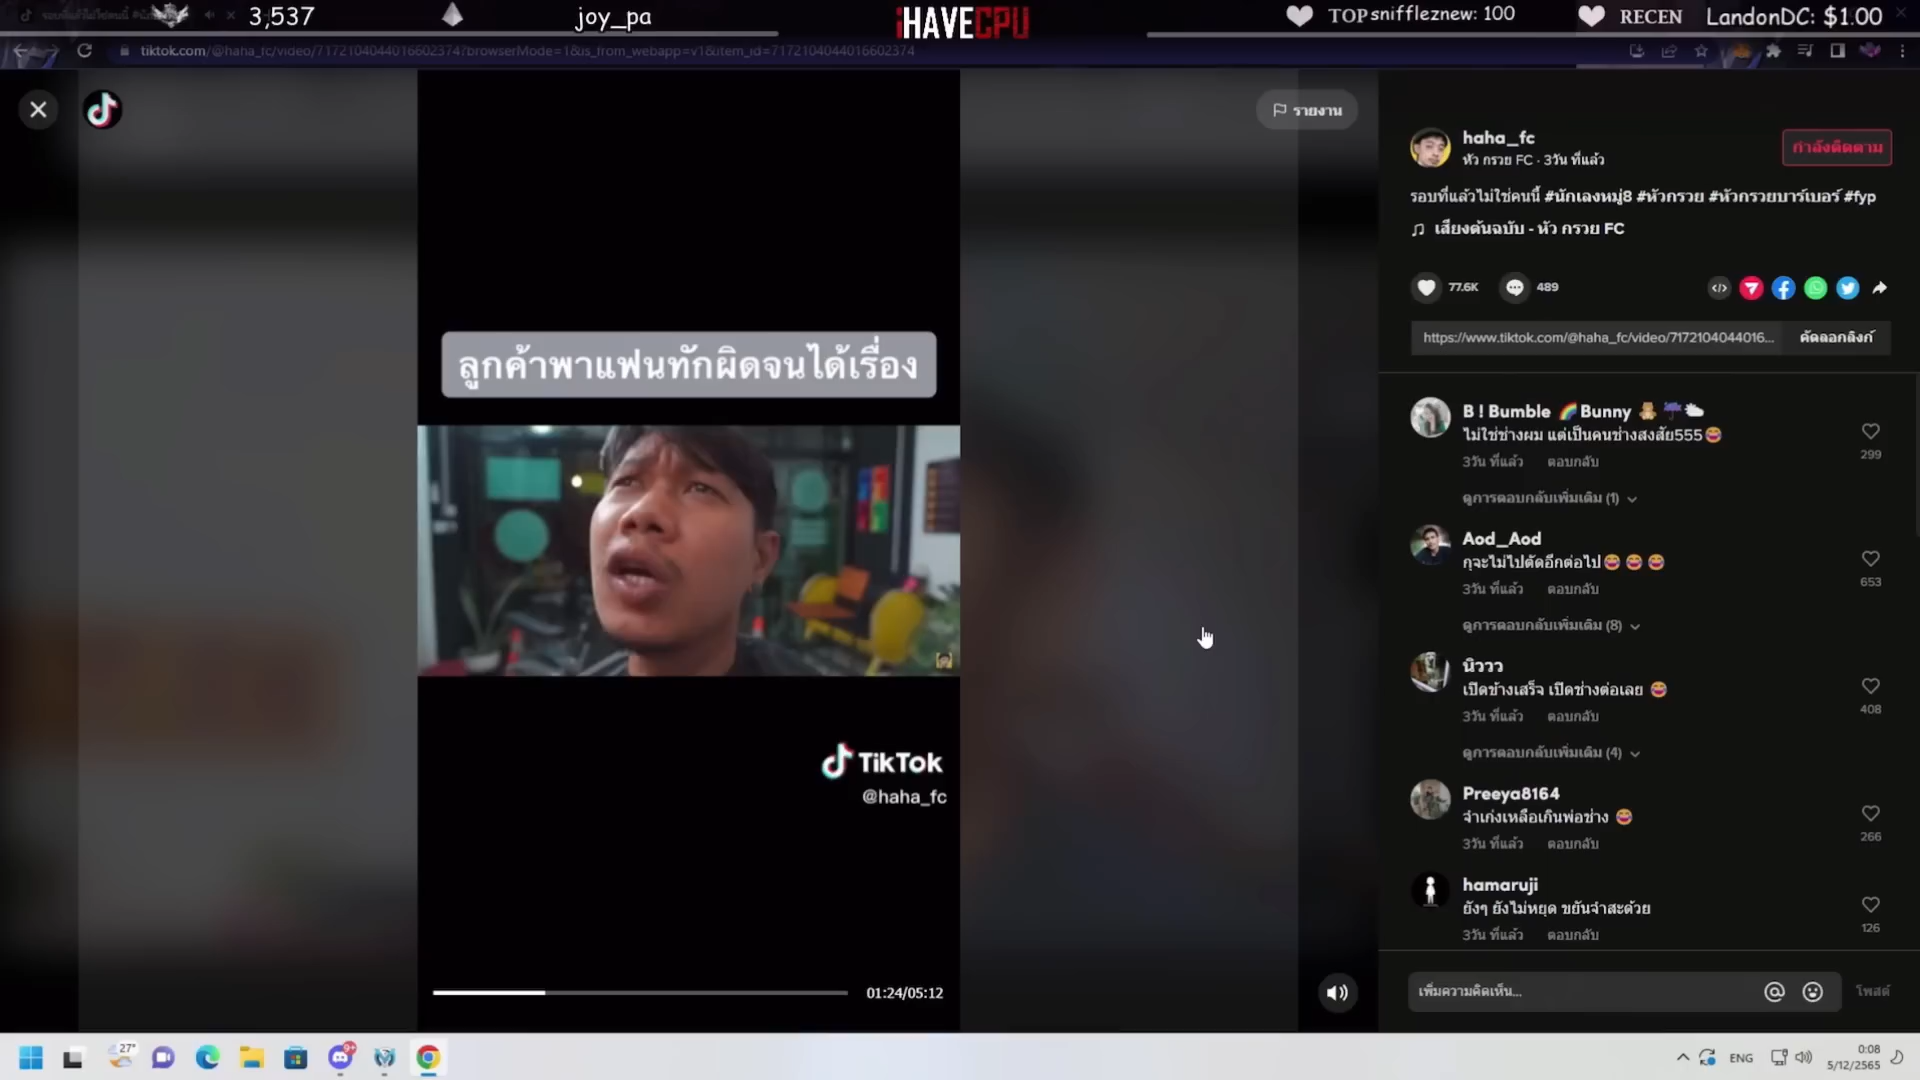 3,537
joy_pa
iHAVECPU
TOP sniffleznew: 100
RECEN LandonDC: $1.00
tiktok.com/@haha_fc/video/7172104044016602374?browserMode=1&is_from_webapp=v1&item_id=7172104044016602374
รายงาน
haha_fc
หัว กรวย FC · 3วัน ที่แล้ว
กำลังติดตาม
รอบที่แล้วไม่ใช่คนนี้ #นักเลงหมู่8 #หัวกรวย #หัวกรวยบาร์เบอร์ #fyp
เสียงต้นฉบับ - หัว กรวย FC
77.6K
489
https://www.tiktok.com/@haha_fc/video/7172104044016...
คัดลอกลิงก์
ลูกค้าพาแฟนทักผิดจนได้เรื่อง
B ! Bumble 🌈Bunny 🧸☔🌥
ไม่ใช่ช่างผม แต่เป็นคนช่างสงสัย555😂
299
3วัน ที่แล้ว ตอบกลับ
ดูการตอบกลับเพิ่มเติม (1)
Aod_Aod
กุจะไม่ไปตัดอีกต่อไป😂 😂 😂
653
3วัน ที่แล้ว ตอบกลับ
ดูการตอบกลับเพิ่มเติม (8)
นิววว
เปิดข้างเสร็จ เปิดช่างต่อเลย 😂
408
3วัน ที่แล้ว ตอบกลับ
ดูการตอบกลับเพิ่มเติม (4)
Preeya8164
จำเก่งเหลือเกินพ่อช่าง 😂
266
3วัน ที่แล้ว ตอบกลับ
hamaruji
ยังๆ ยังไม่หยุด ขยันจำสะด้วย
126
3วัน ที่แล้ว ตอบกลับ
TikTok
@haha_fc
01:24/05:12
เพิ่มความคิดเห็น...
โพสต์
27°
9+
ENG
0:08
5/12/2565